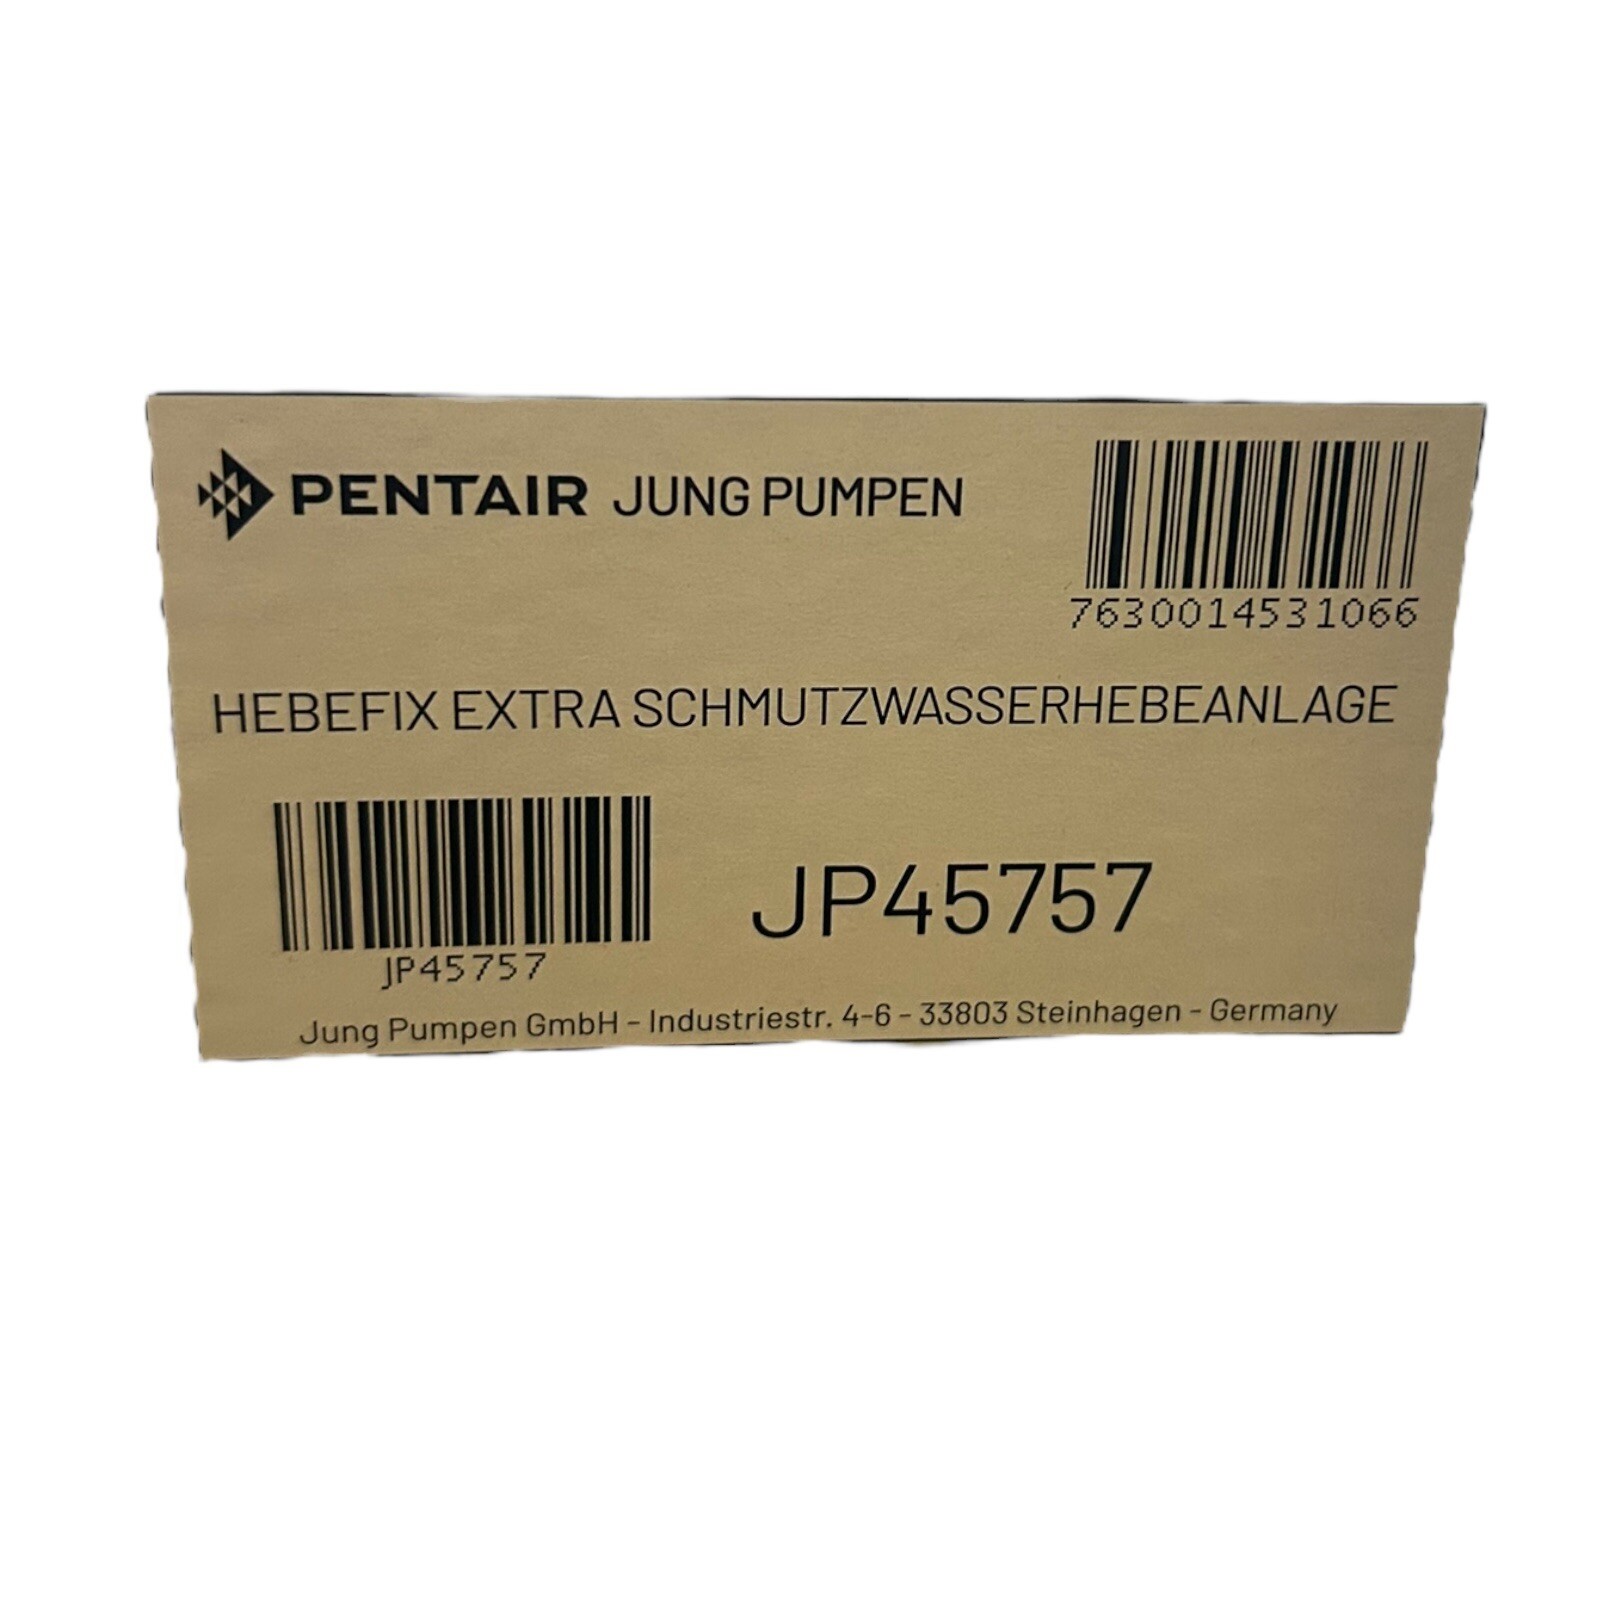 PENTAIR JUNG PUMPEN
7630014531066
HEBEFIX EXTRA SCHMUTZWASSERHEBEANLAGE
JP45757
JP45757
Jung Pumpen GmbH - Industriestr. 4-6 - 33803 Steinhagen - Germany